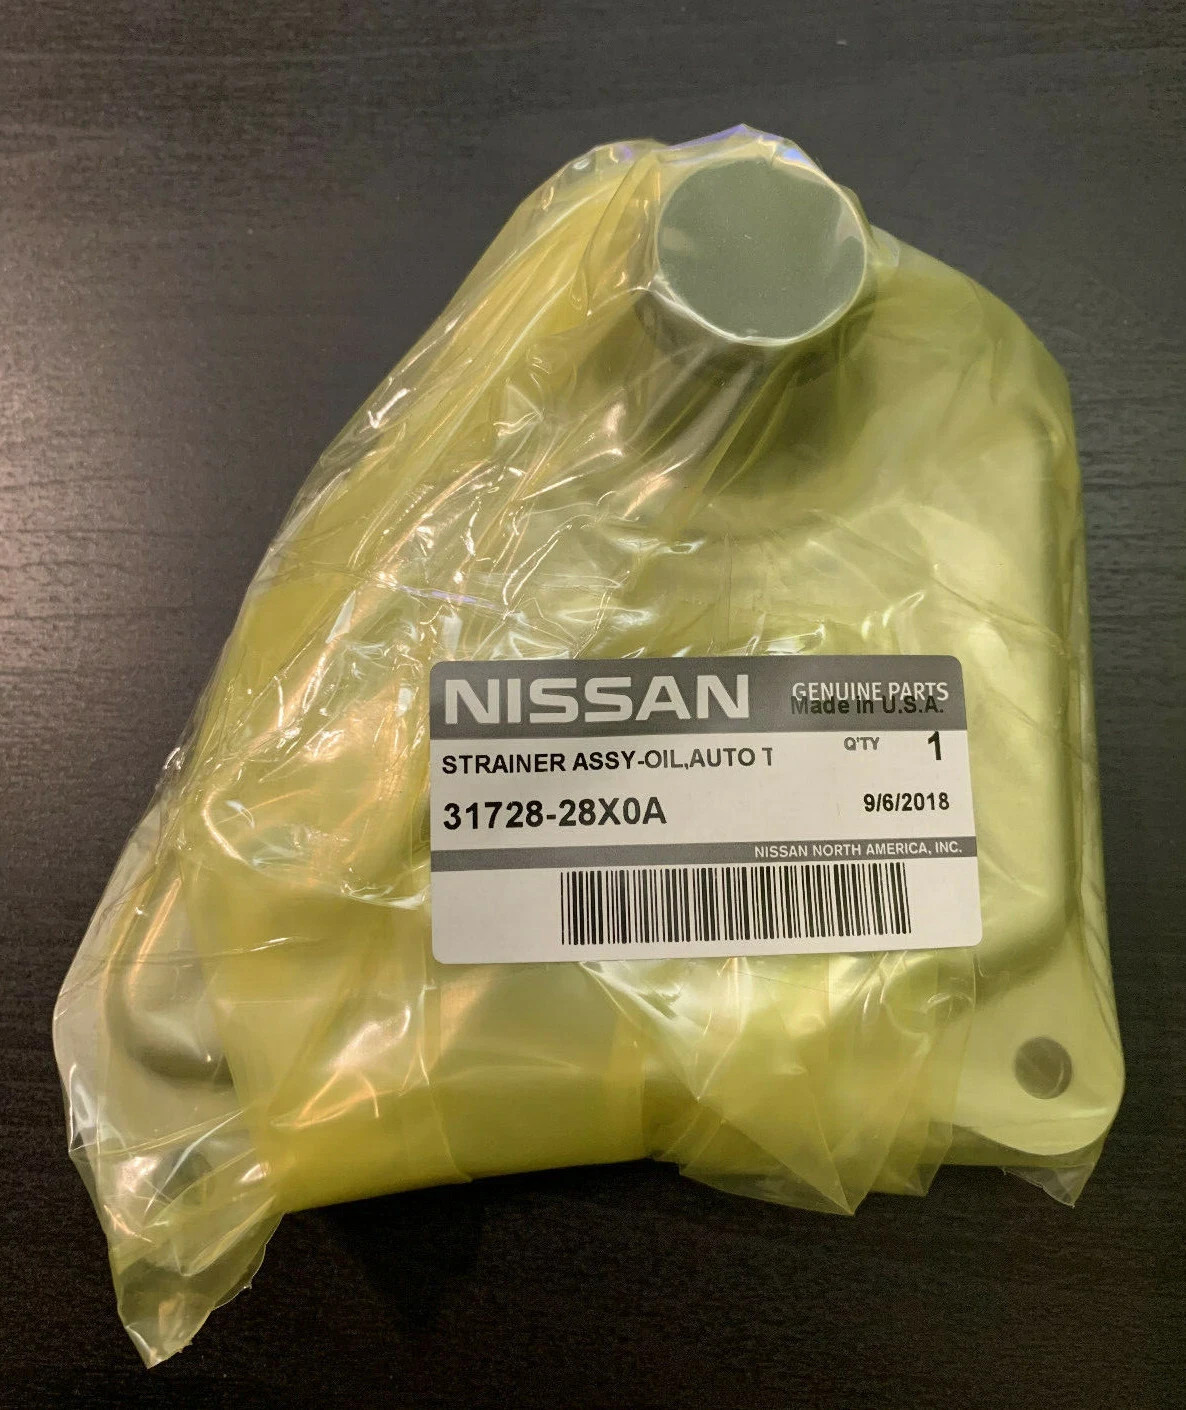 NISSAN
GENUINE PARTS
Made in U.S.A.
STRAINER ASSY-OIL,AUTO T
Q'TY 1
31728-28X0A
9/6/2018
NISSAN NORTH AMERICA, INC.